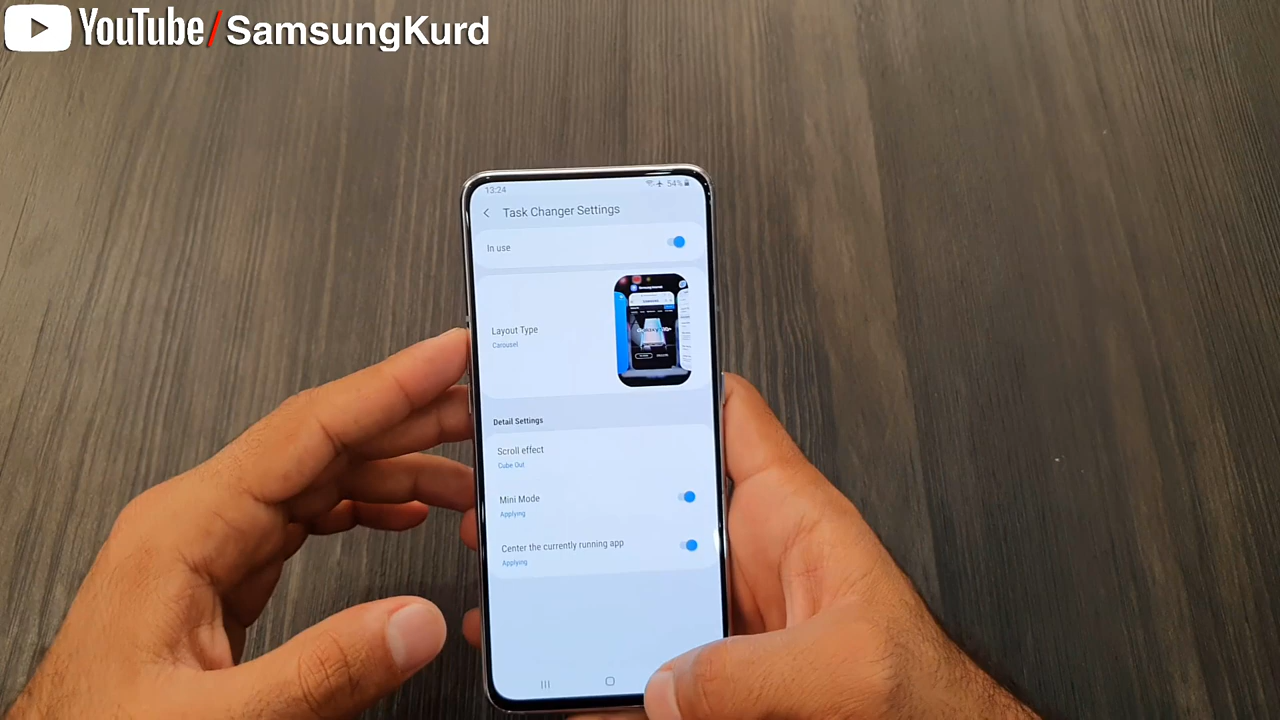 YouTube/SamsungKurd
13:24
54%
Task Changer Settings
In use
Layout Type
Carousel
Detail Settings
Scroll effect
Cube Out
Mini Mode
Applying
Center the currently running app
Applying